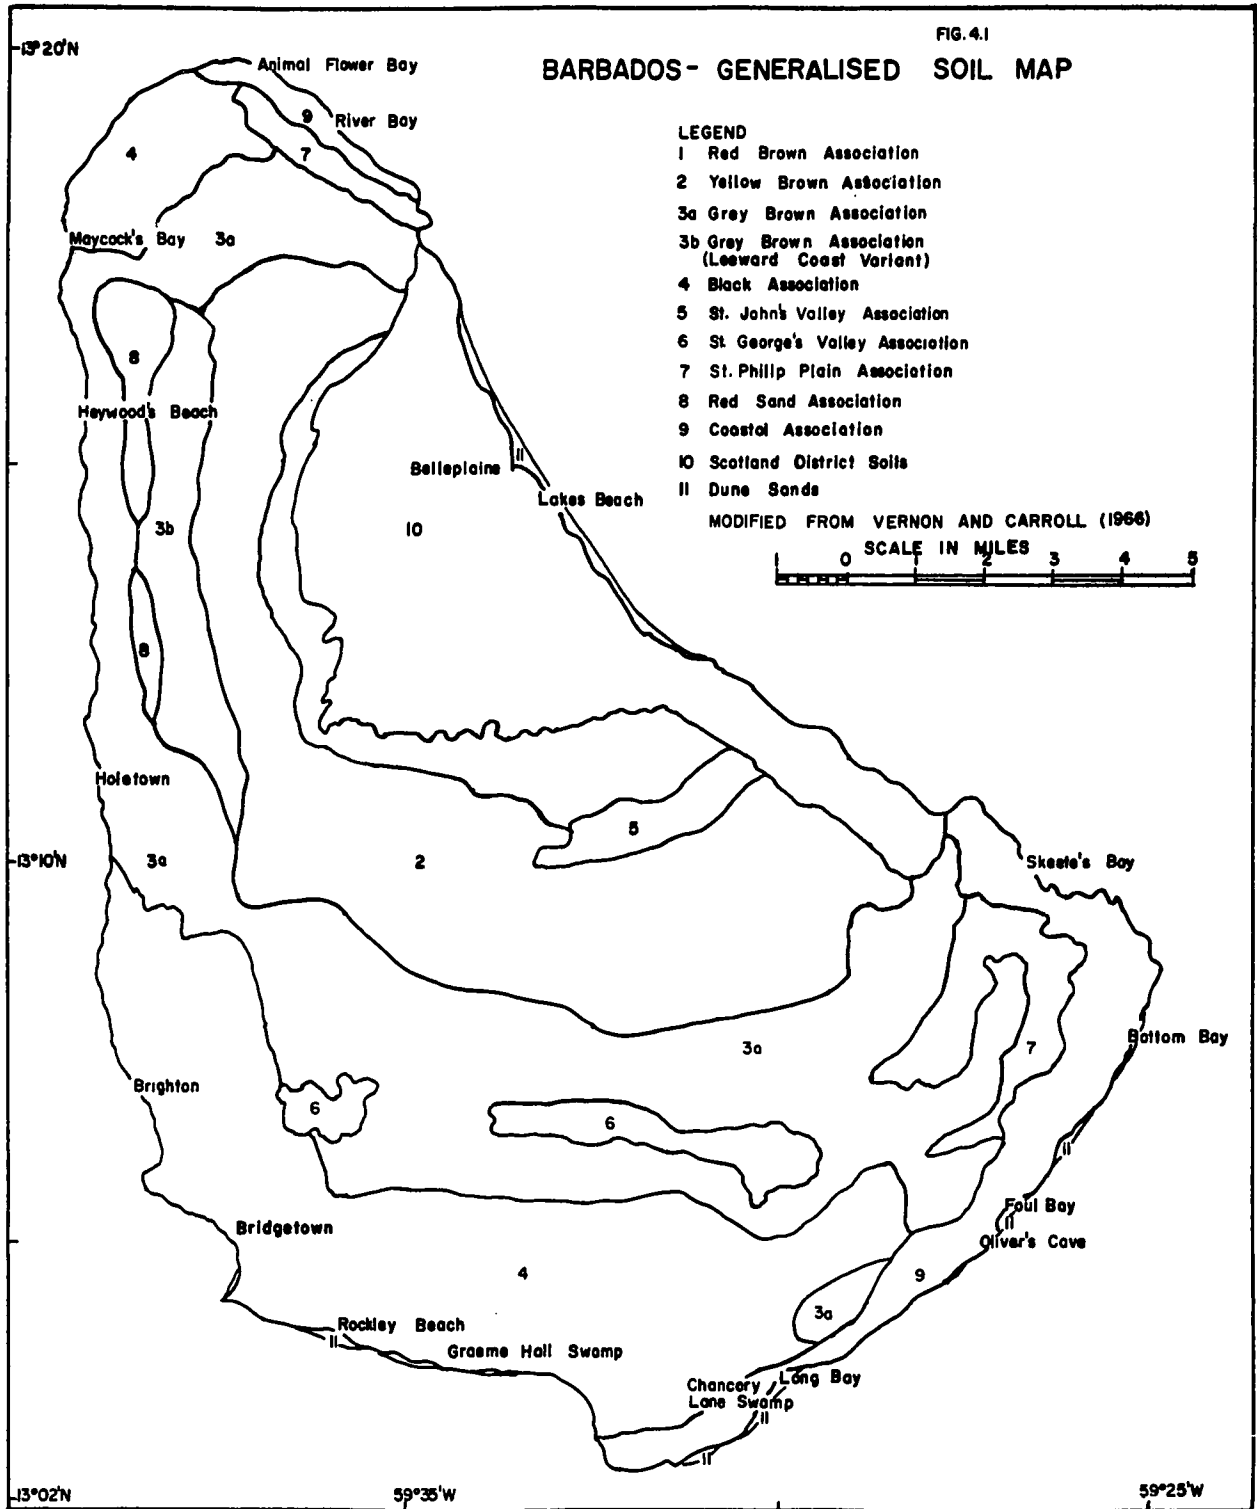 FIG. 4.1
BARBADOS - GENERALISED SOIL MAP
LEGEND
1 Red Brown Association
2 Yellow Brown Association
3a Grey Brown Association
3b Grey Brown Association
(Leeward Coast Variant)
4 Black Association
5 St. John's Valley Association
6 St George's Valley Association
7 St. Philip Plain Association
8 Red Sand Association
9 Coastal Association
10 Scotland District Soils
11 Dune Sands
MODIFIED FROM VERNON AND CARROLL (1966)
SCALE IN MILES
1 0 1 2 3 4 5
13°20'N
Animal Flower Bay
9
River Bay
4
7
Maycock's Bay
3a
8
Heywood's Beach
Belleplaine
11
Lakes Beach
3b
10
8
Holetown
5
13°10'N
3a
2
Skeete's Bay
3a
7
Bottom Bay
Brighton
6
6
11
Foul Bay
11
Oliver's Cave
Bridgetown
4
9
3a
Rockley Beach
11
Graeme Hall Swamp
Long Bay
Chancery
Lane Swamp
11
11
13°02'N
59°35'W
59°25'W